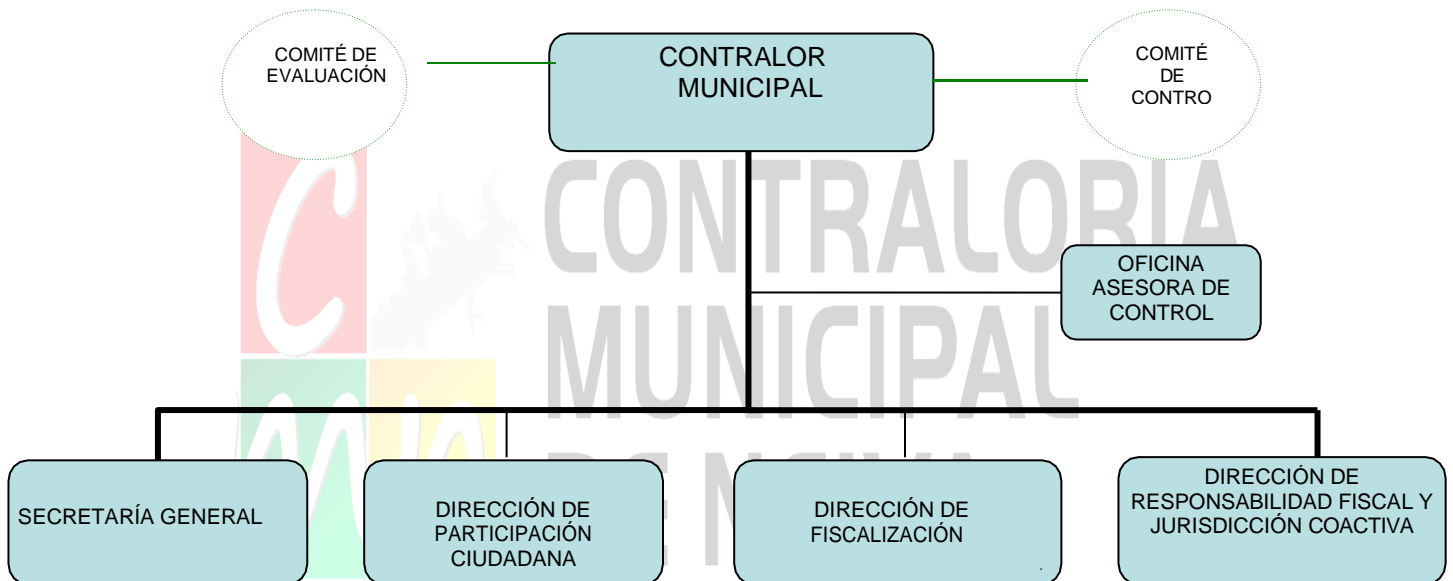 COMITÉ DE
EVALUACIÓN
CONTRALOR
MUNICIPAL
COMITÉ
DE
CONTRO
CONTRALORIA
MUNICIPAL
OFICINA
ASESORA DE
CONTROL
SECRETARÍA GENERAL
DIRECCIÓN DE
PARTICIPACIÓN
CIUDADANA
DIRECCIÓN DE
FISCALIZACIÓN
DIRECCIÓN DE
RESPONSABILIDAD FISCAL Y
JURISDICCIÓN COACTIVA